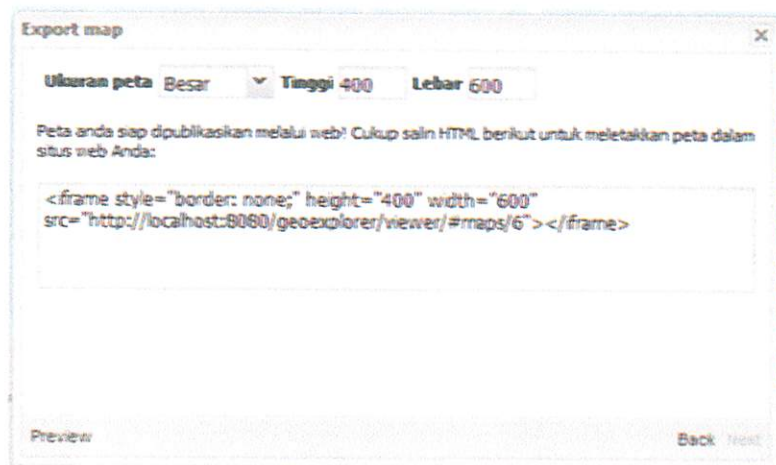 Export map
Ukuran peta Besar Tinggi 400 Lebar 600
Peta anda siap dipublikasikan melalui web! Cukup salin HTML berikut untuk meletakkan peta dalam
situs web Anda:
<iframe style="border: none;" height="400" width="600"
src="http://localhost:8080/geoexplorer/viewer/#maps/6"></iframe>
Preview Back Next